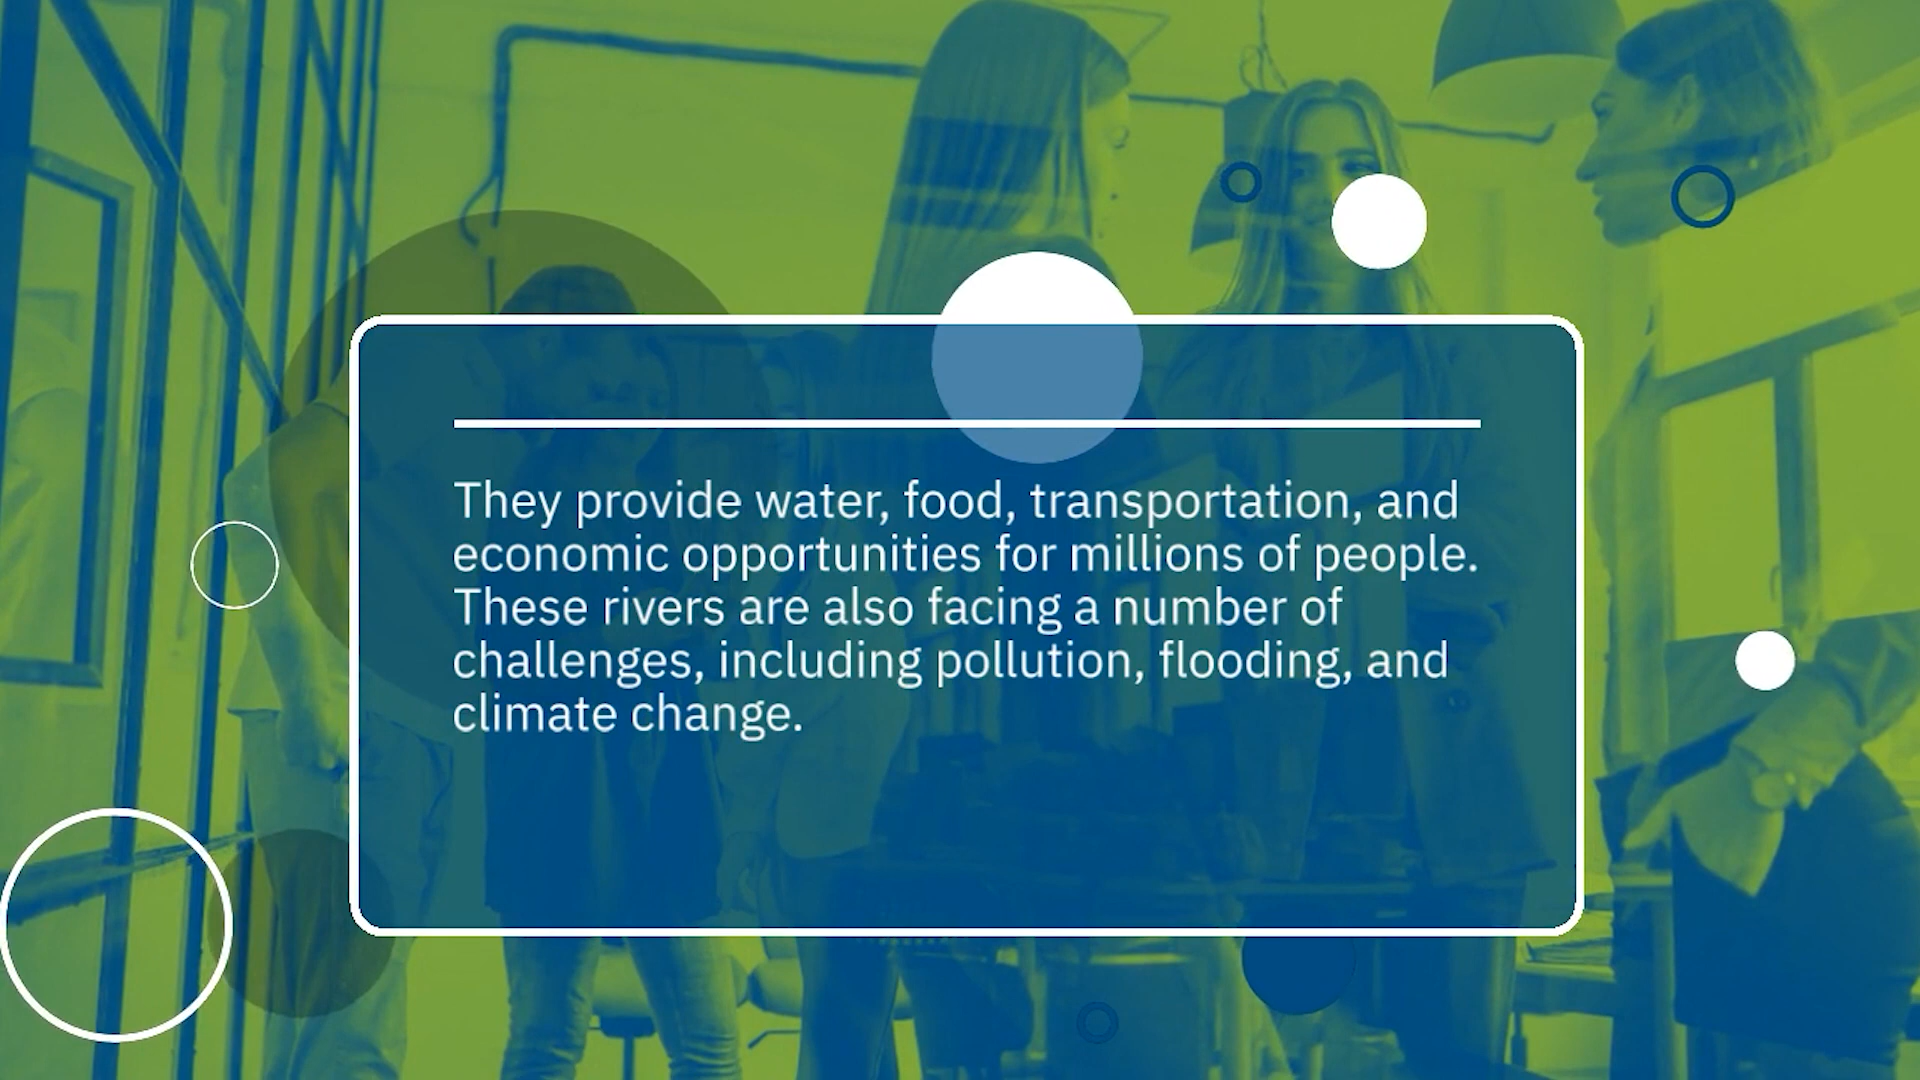 They provide water, food, transportation, and
economic opportunities for millions of people.
These rivers are also facing a number of
challenges, including pollution, flooding, and
climate change.